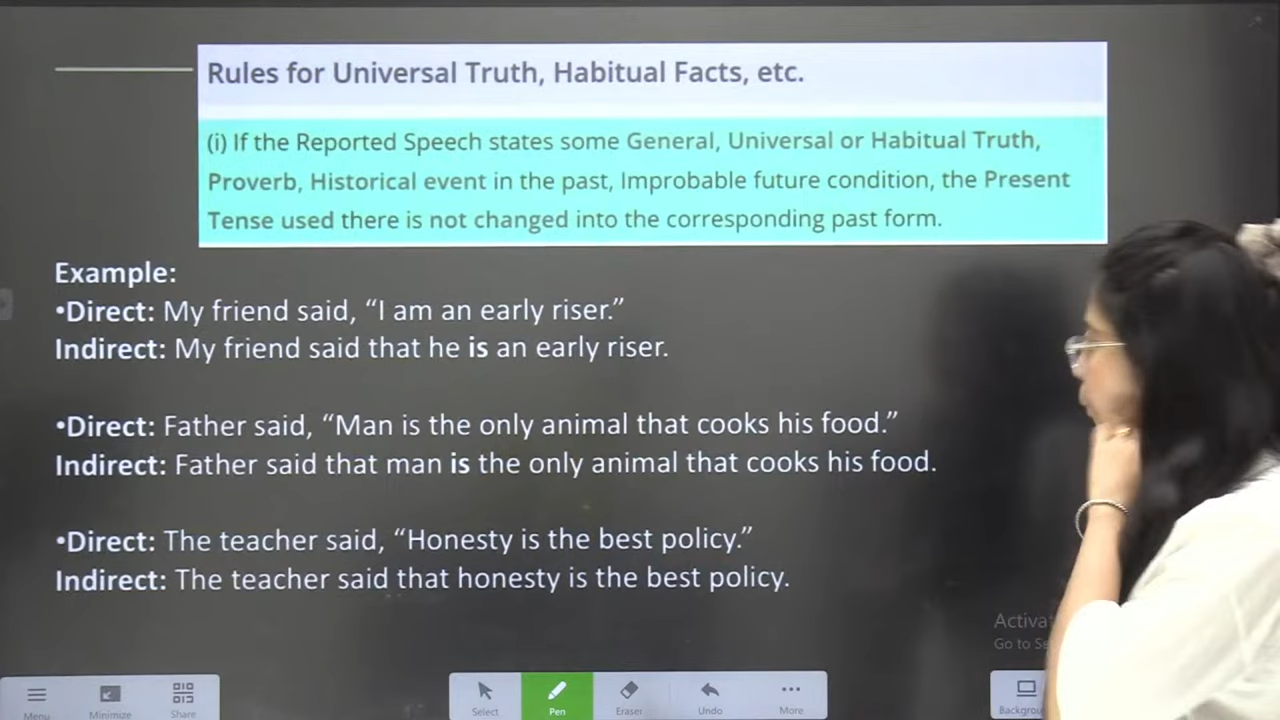 Rules for Universal Truth, Habitual Facts, etc.
(i) If the Reported Speech states some General, Universal or Habitual Truth,
Proverb, Historical event in the past, Improbable future condition, the Present
Tense used there is not changed into the corresponding past form.
Example:
•Direct: My friend said, “I am an early riser.”
Indirect: My friend said that he is an early riser.
•Direct: Father said, “Man is the only animal that cooks his food.”
Indirect: Father said that man is the only animal that cooks his food.
•Direct: The teacher said, “Honesty is the best policy.”
Indirect: The teacher said that honesty is the best policy.
Activa
Go to Se
Menu Minimize Share Select Pen Eraser Undo More Backgrou